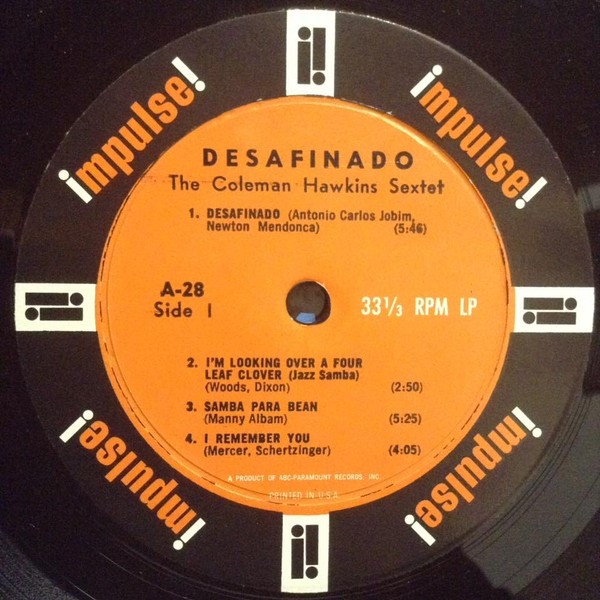 impulse!
impulse!
DESAFINADO
The Coleman Hawkins Sextet
1. DESAFINADO (Antonio Carlos Jobim,
Newton Mendonca) (5:46)
A-28
Side 1
33 1/3 RPM LP
2. I'M LOOKING OVER A FOUR
LEAF CLOVER (Jazz Samba)
(Woods, Dixon) (2:50)
3. SAMBA PARA BEAN
(Manny Albam) (5:25)
4. I REMEMBER YOU
(Mercer, Schertzinger) (4:05)
A PRODUCT OF ABC-PARAMOUNT RECORDS, INC.
PRINTED IN U.S.A.
impulse!
impulse!